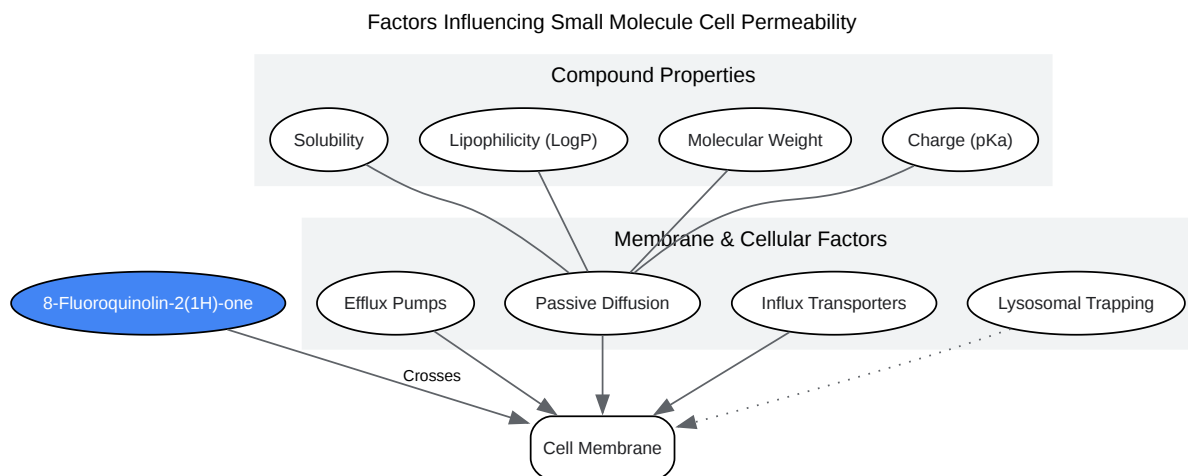 Factors Influencing Small Molecule Cell Permeability
Compound Properties
Solubility
Lipophilicity (LogP)
Molecular Weight
Charge (pKa)
Membrane & Cellular Factors
8-Fluoroquinolin-2(1H)-one
Efflux Pumps
Passive Diffusion
Influx Transporters
Lysosomal Trapping
Crosses
Cell Membrane